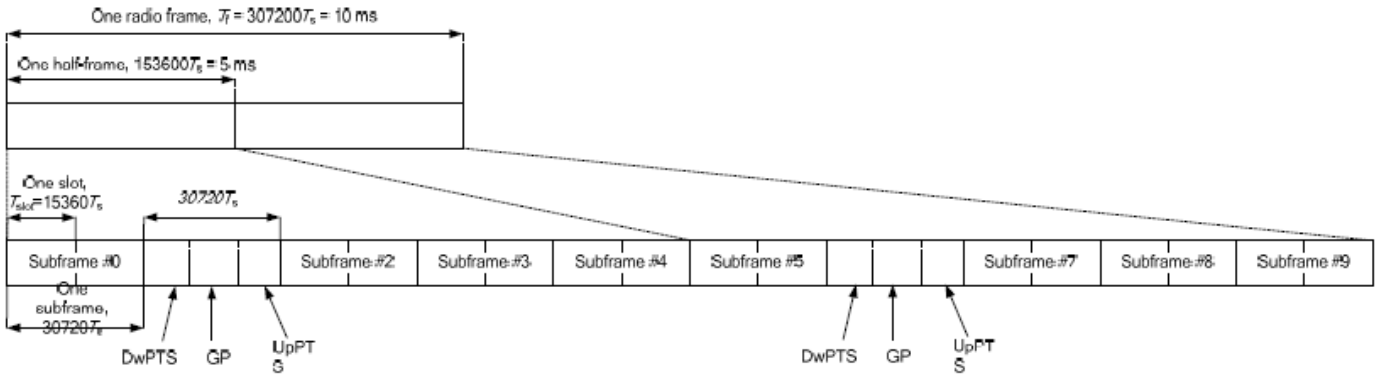 One radio frame, Tf = 307200Ts = 10 ms
One half-frame, 153600Ts = 5 ms
One slot,
Tslot=15360Ts
30720Ts
Subframe #0
Subframe #2
Subframe #3
Subframe #4
Subframe #5
Subframe #7
Subframe #8
Subframe #9
One
subframe,
30720Ts
DwPTS
GP
UpPT
S
DwPTS
GP
UpPT
S